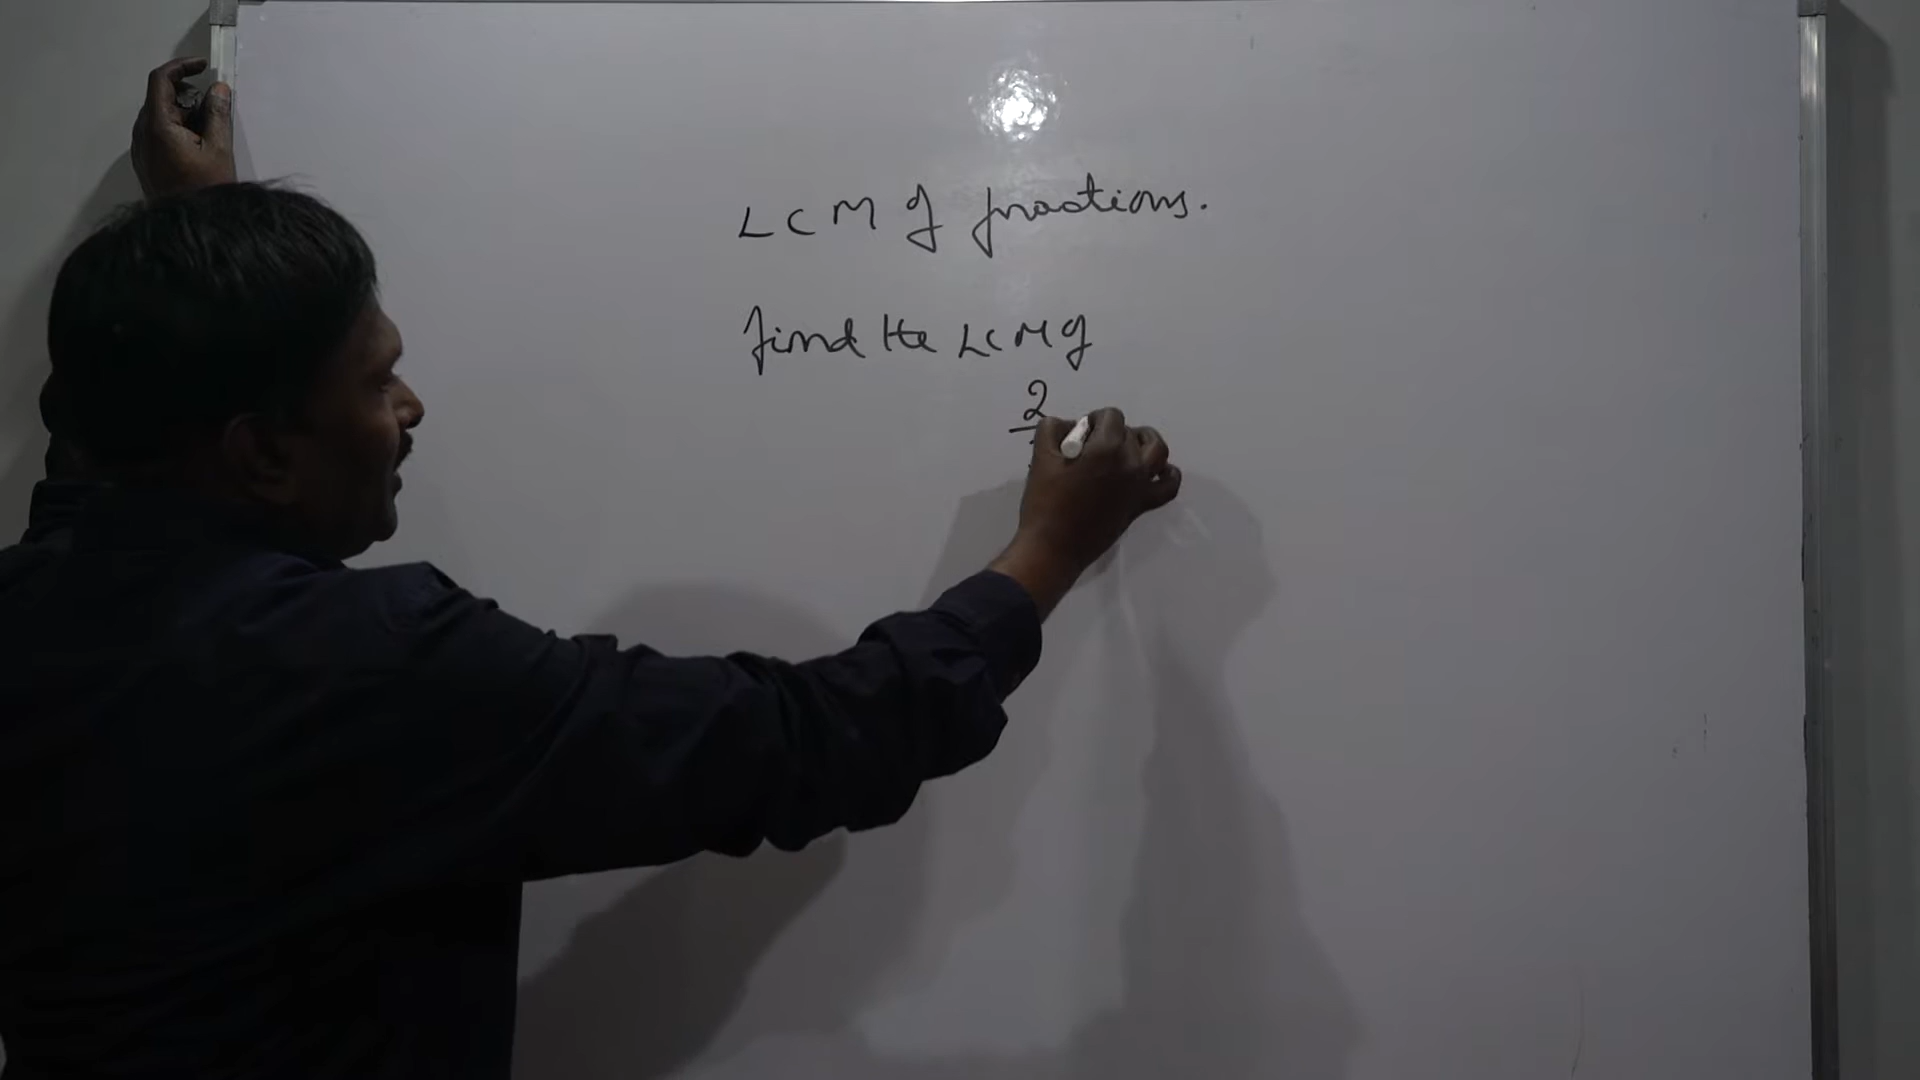 LCM of fractions.
find the LCM of
2